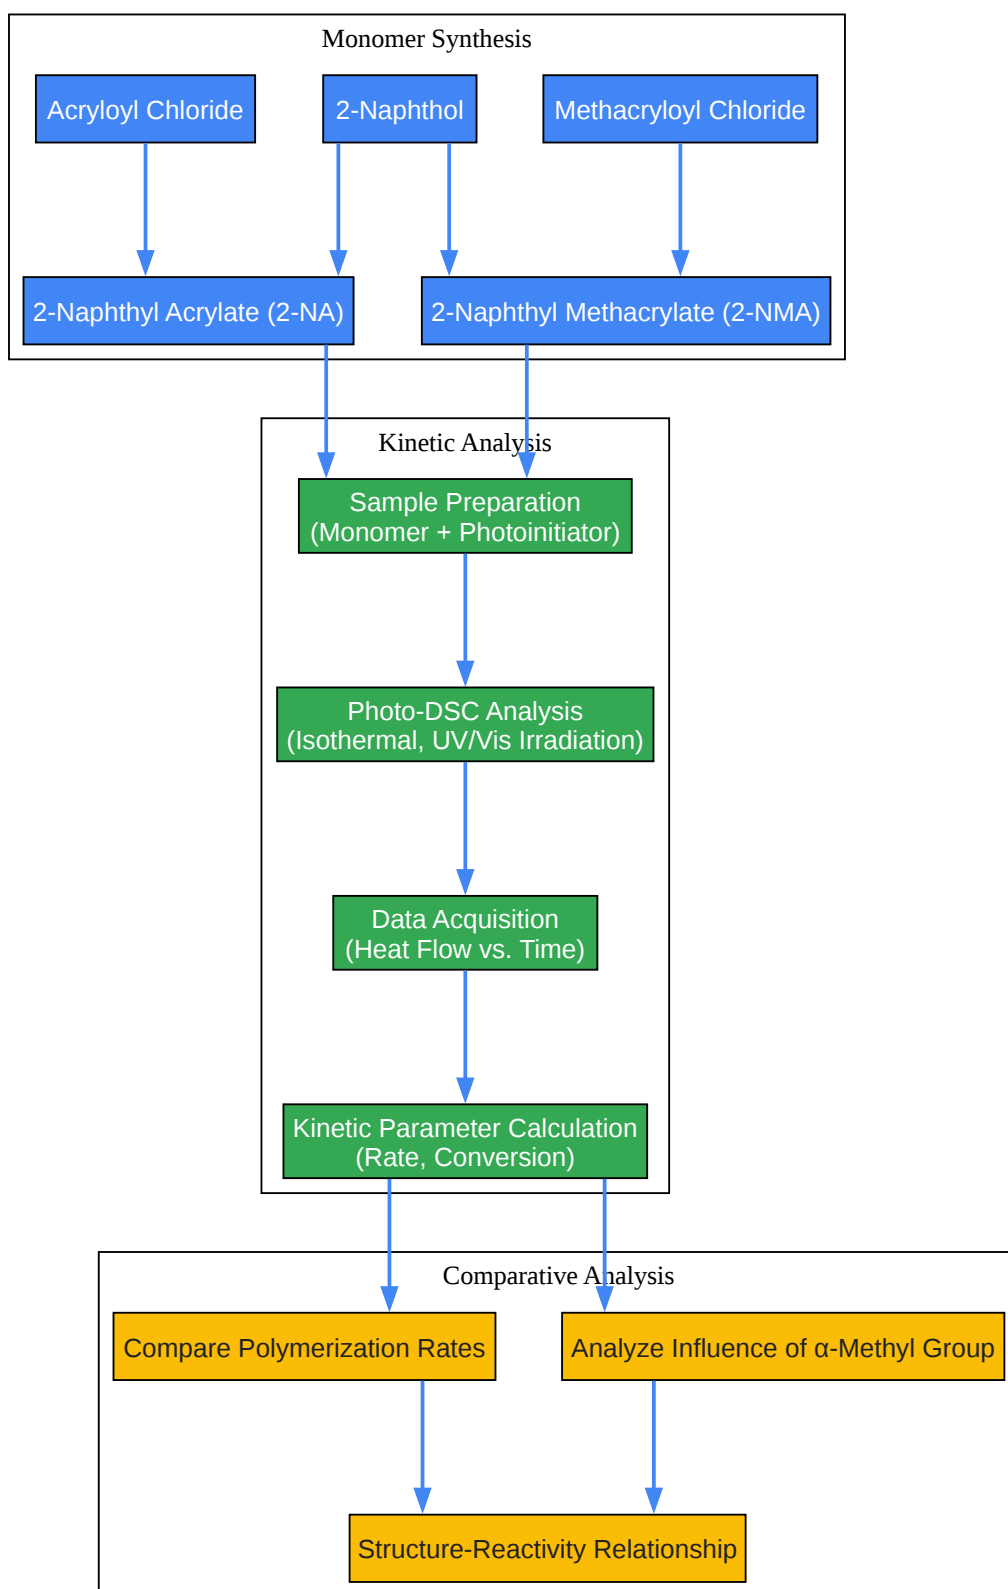 Monomer Synthesis
Acryloyl Chloride
2-Naphthol
Methacryloyl Chloride
2-Naphthyl Acrylate (2-NA)
2-Naphthyl Methacrylate (2-NMA)
Kinetic Analysis
Sample Preparation
(Monomer + Photoinitiator)
Photo-DSC Analysis
(Isothermal, UV/Vis Irradiation)
Data Acquisition
(Heat Flow vs. Time)
Kinetic Parameter Calculation
(Rate, Conversion)
Comparative Analysis
Compare Polymerization Rates
Analyze Influence of α-Methyl Group
Structure-Reactivity Relationship